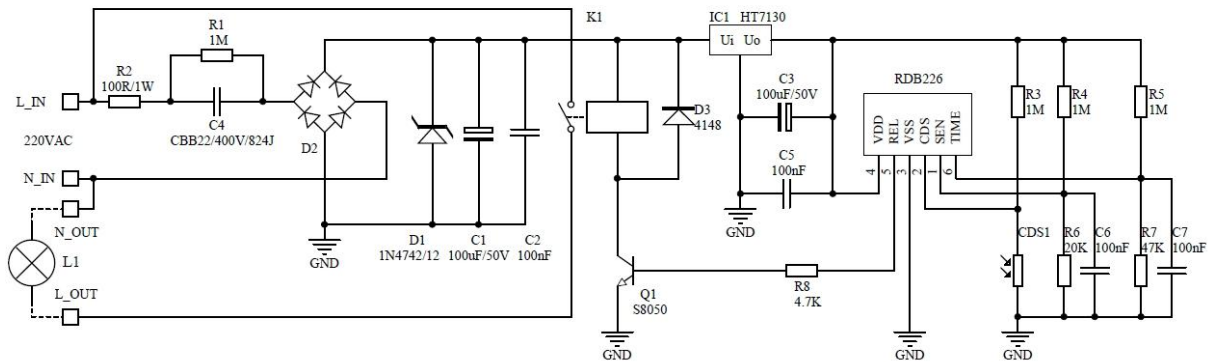 K1
IC1 HT7130
Ui Uo
R1
1M
R2
100R/1W
L_IN
C4
CBB22/400V/824J
220VAC
D2
N_IN
N_OUT
L1
L_OUT
GND
D1
1N4742/12
C1
100uF/50V
C2
100nF
D3
4148
C3
100uF/50V
C5
100nF
GND
RDB226
VDD
REL
VSS
CDS
SEN
TIME
4
5
3
2
1
6
R3
1M
R4
1M
R5
1M
CDS1
R6
20K
C6
100nF
R7
47K
C7
100nF
Q1
S8050
R8
4.7K
GND
GND
GND